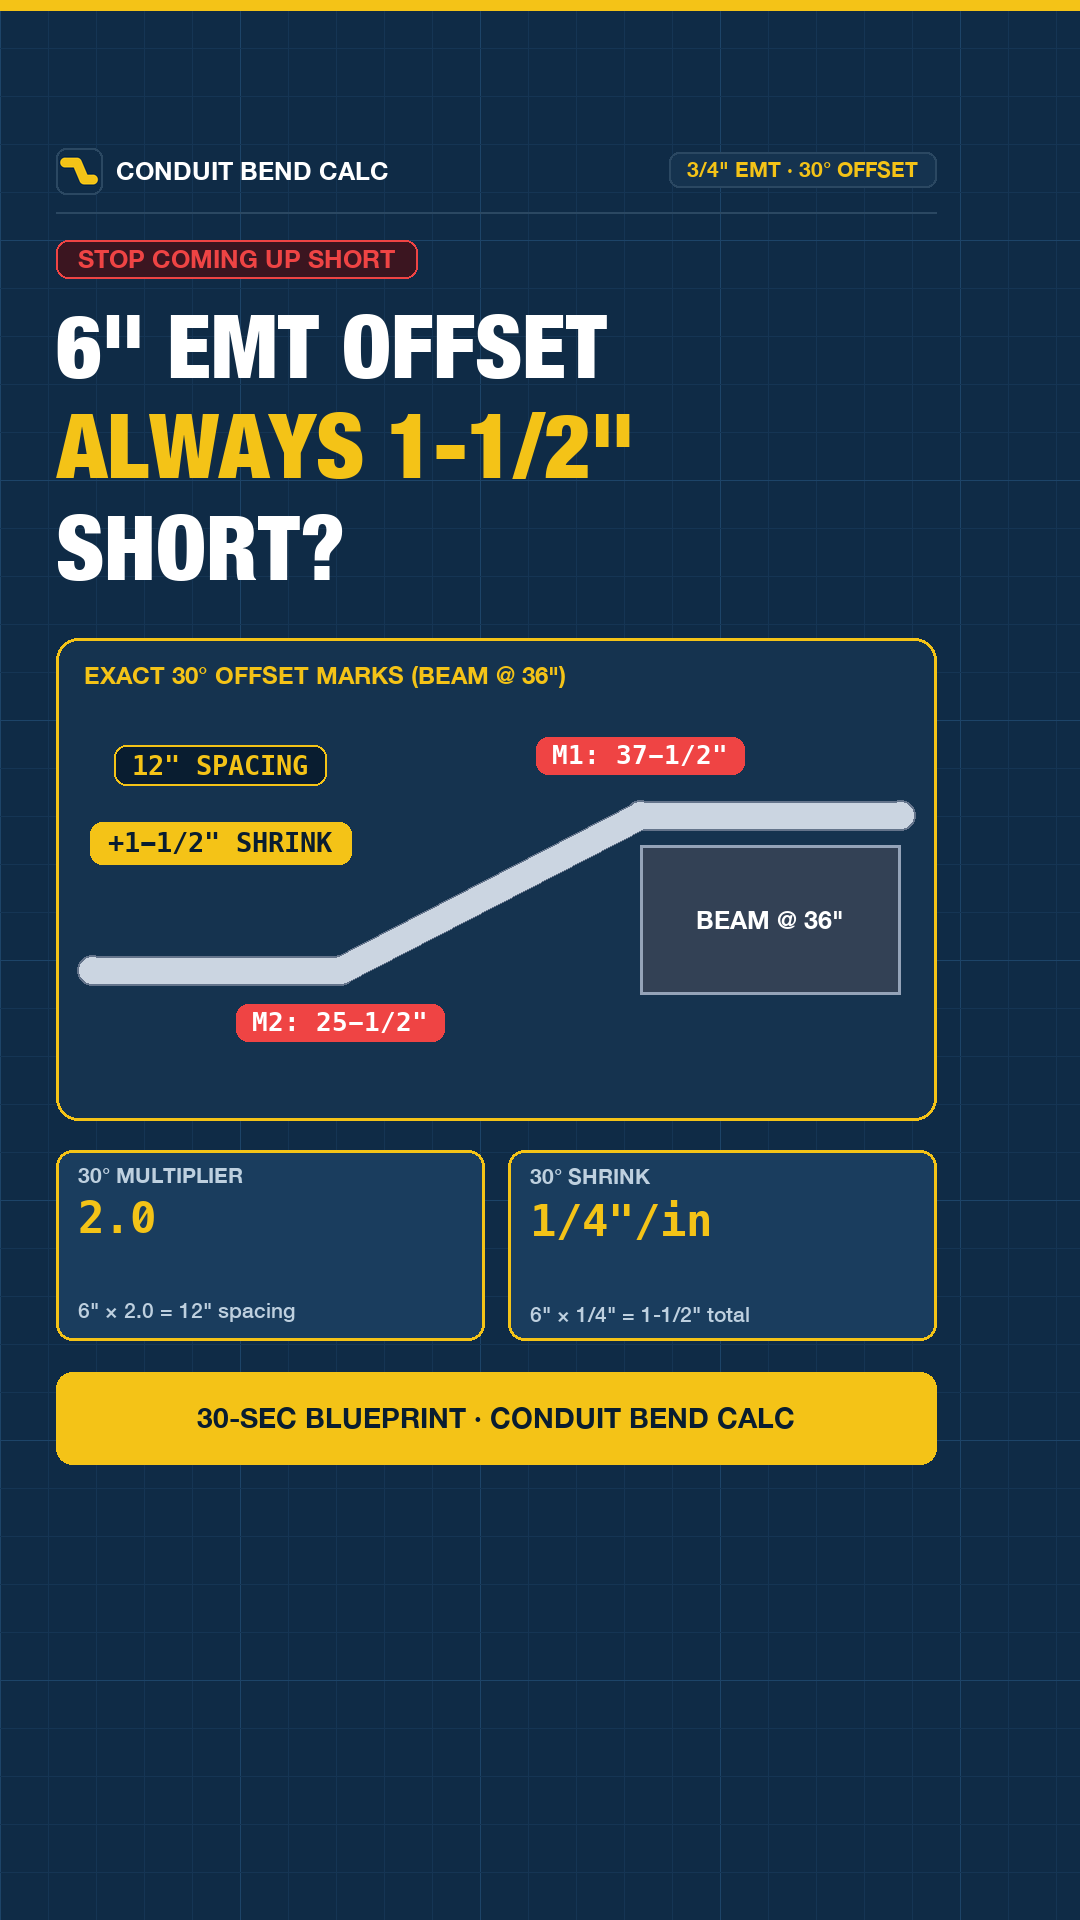 CONDUIT BEND CALC
3/4" EMT · 30° OFFSET
STOP COMING UP SHORT
6" EMT OFFSET
ALWAYS 1-1/2"
SHORT?
EXACT 30° OFFSET MARKS (BEAM @ 36")
12" SPACING
M1: 37–1/2"
+1–1/2" SHRINK
BEAM @ 36"
M2: 25–1/2"
30° MULTIPLIER
2.0
6" × 2.0 = 12" spacing
30° SHRINK
1/4"/in
6" × 1/4" = 1-1/2" total
30-SEC BLUEPRINT · CONDUIT BEND CALC